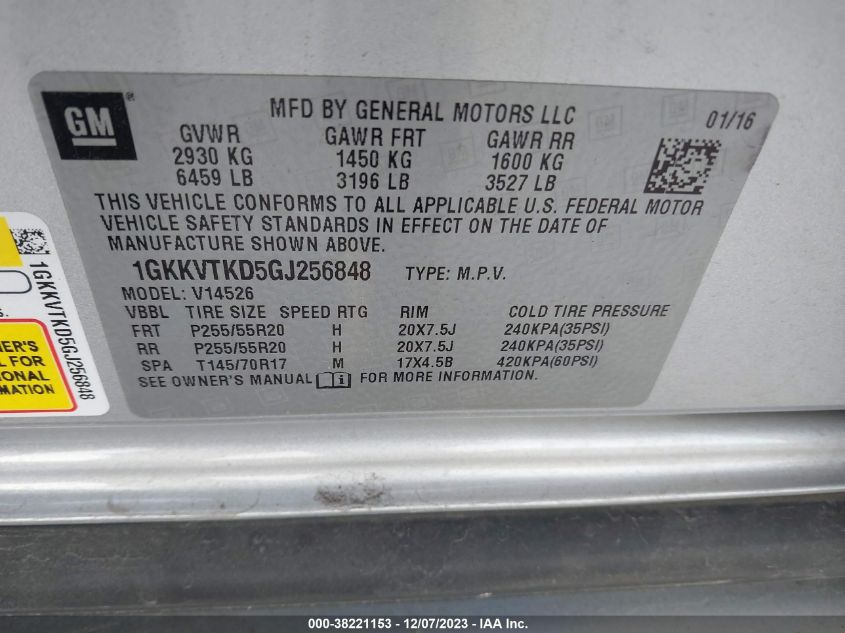 GM
®
MFD BY GENERAL MOTORS LLC
01/16
GVWR GAWR FRT GAWR RR
2930 KG 1450 KG 1600 KG
6459 LB 3196 LB 3527 LB
THIS VEHICLE CONFORMS TO ALL APPLICABLE U.S. FEDERAL MOTOR
VEHICLE SAFETY STANDARDS IN EFFECT ON THE DATE OF
MANUFACTURE SHOWN ABOVE.
1GKKVTKD5GJ256848 TYPE: M.P.V.
MODEL: V14526
VBBL TIRE SIZE SPEED RTG RIM COLD TIRE PRESSURE
FRT P255/55R20 H 20X7.5J 240KPA(35PSI)
RR P255/55R20 H 20X7.5J 240KPA(35PSI)
SPA T145/70R17 M 17X4.5B 420KPA(60PSI)
SEE OWNER'S MANUAL FOR MORE INFORMATION.
1GKKVTKD5GJ256848
FOR
000-38221153 - 12/07/2023 - IAA Inc.